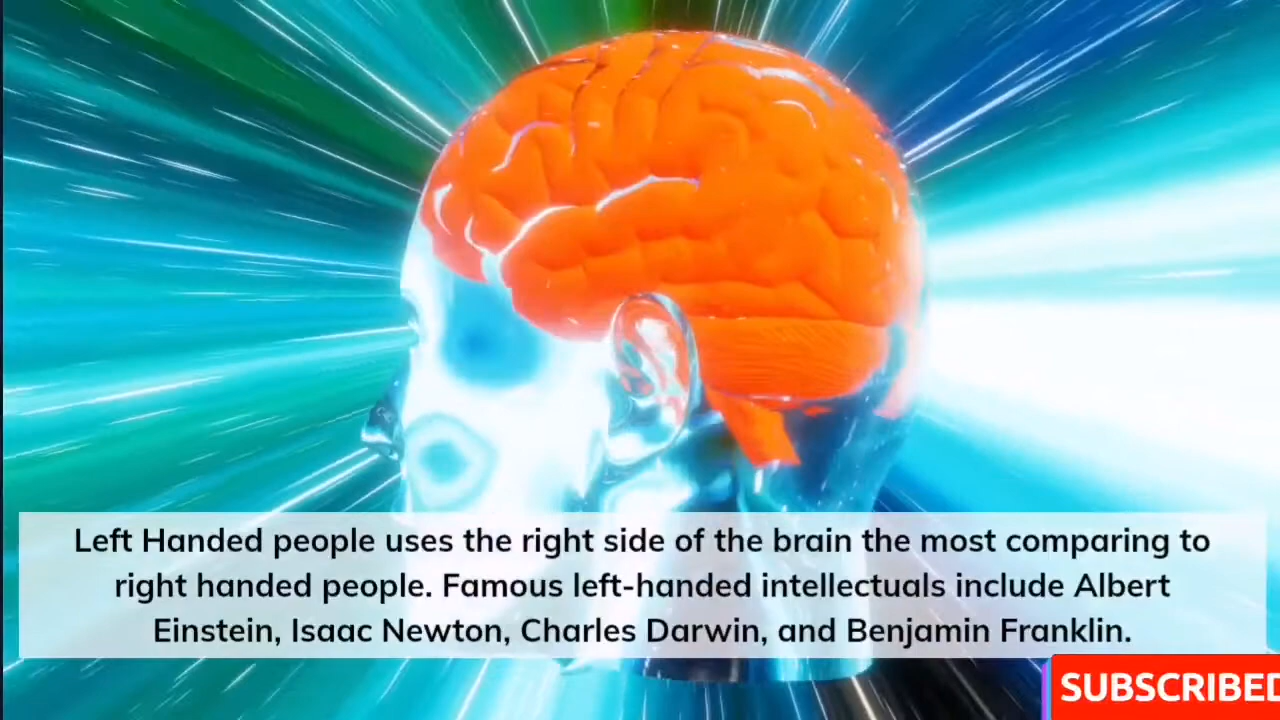 Left Handed people uses the right side of the brain the most comparing to
right handed people. Famous left-handed intellectuals include Albert
Einstein, Isaac Newton, Charles Darwin, and Benjamin Franklin.
SUBSCRIBED